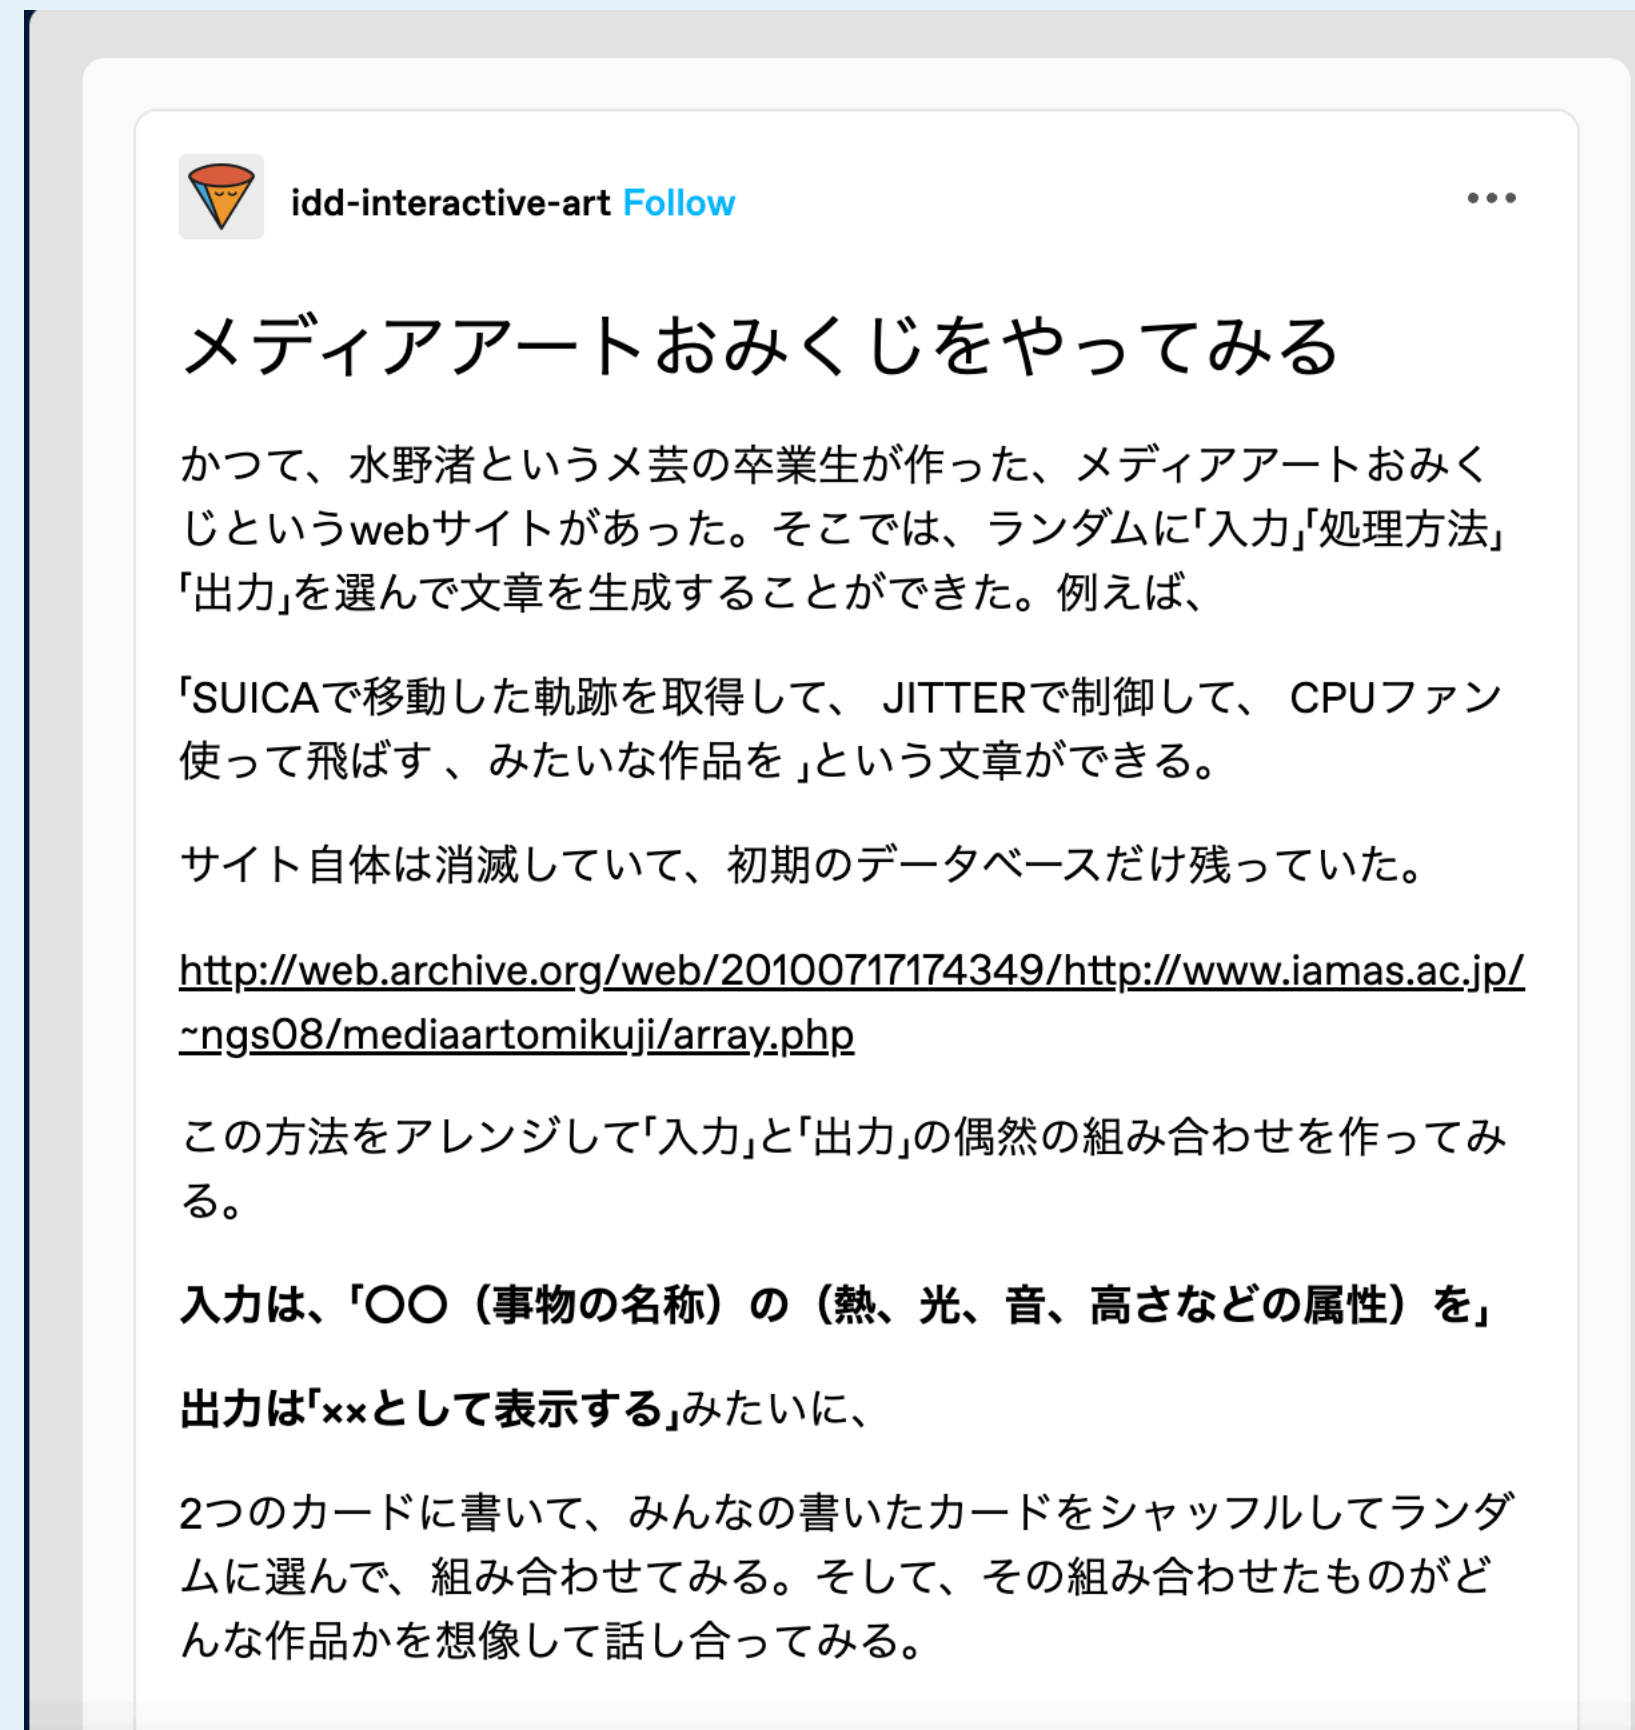 idd-interactive-art Follow
メディアアートおみくじをやってみる
かつて、水野渚というメ芸の卒業生が作った、メディアアートおみく
じというwebサイトがあった。そこでは、ランダムに「入力」「処理方法」
「出力」を選んで文章を生成することができた。例えば、
「SUICAで移動した軌跡を取得して、 JITTERで制御して、 CPUファン
使って飛ばす 、みたいな作品を 」という文章ができる。
サイト自体は消滅していて、初期のデータベースだけ残っていた。
http://web.archive.org/web/20100717174349/http://www.iamas.ac.jp/
~ngs08/mediaartomikuji/array.php
この方法をアレンジして「入力」と「出力」の偶然の組み合わせを作ってみ
る。
入力は、「〇〇（事物の名称）の（熱、光、音、高さなどの属性）を」
出力は「××として表示する」みたいに、
2つのカードに書いて、みんなの書いたカードをシャッフルしてランダ
ムに選んで、組み合わせてみる。そして、その組み合わせたものがど
んな作品かを想像して話し合ってみる。